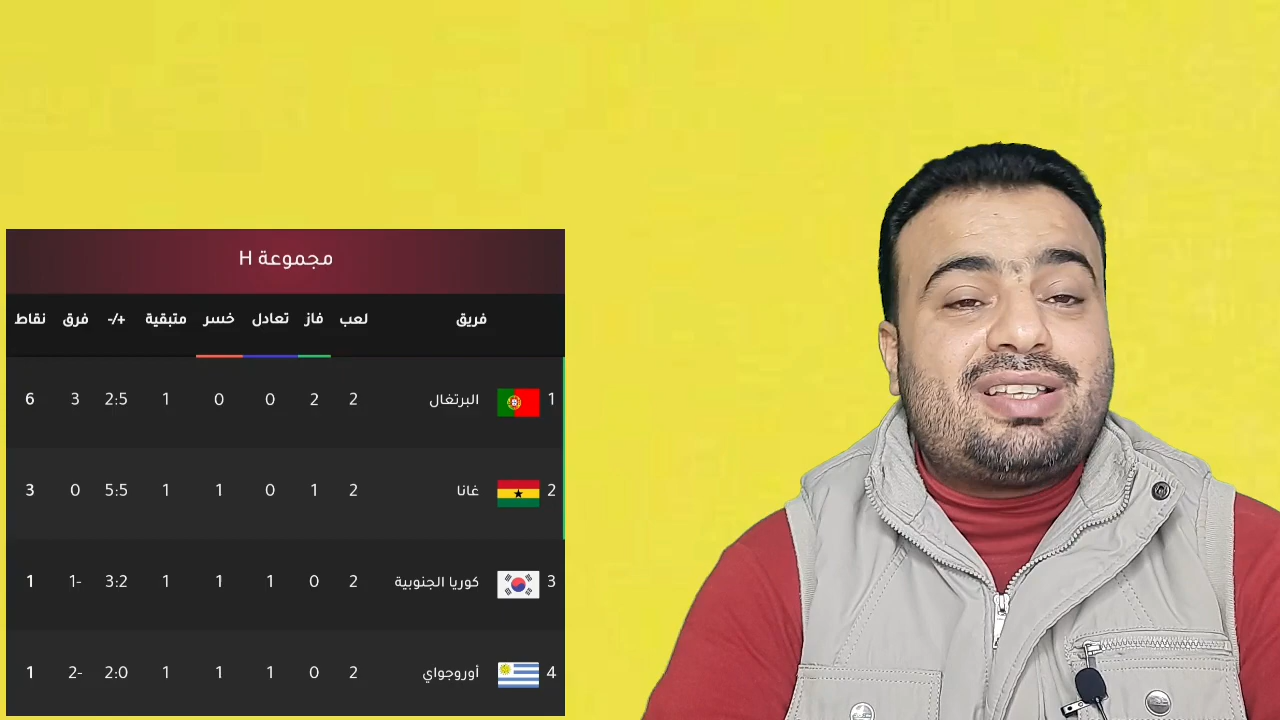 مجموعة H
فريق لعب فاز تعادل خسر متبقية +/- فرق نقاط
1 البرتغال 2 2 0 0 1 2:5 3 6
2 غانا 2 1 0 1 1 5:5 0 3
3 كوريا الجنوبية 2 0 1 1 1 3:2 1- 1
4 أوروجواي 2 0 1 1 1 2:0 2- 1